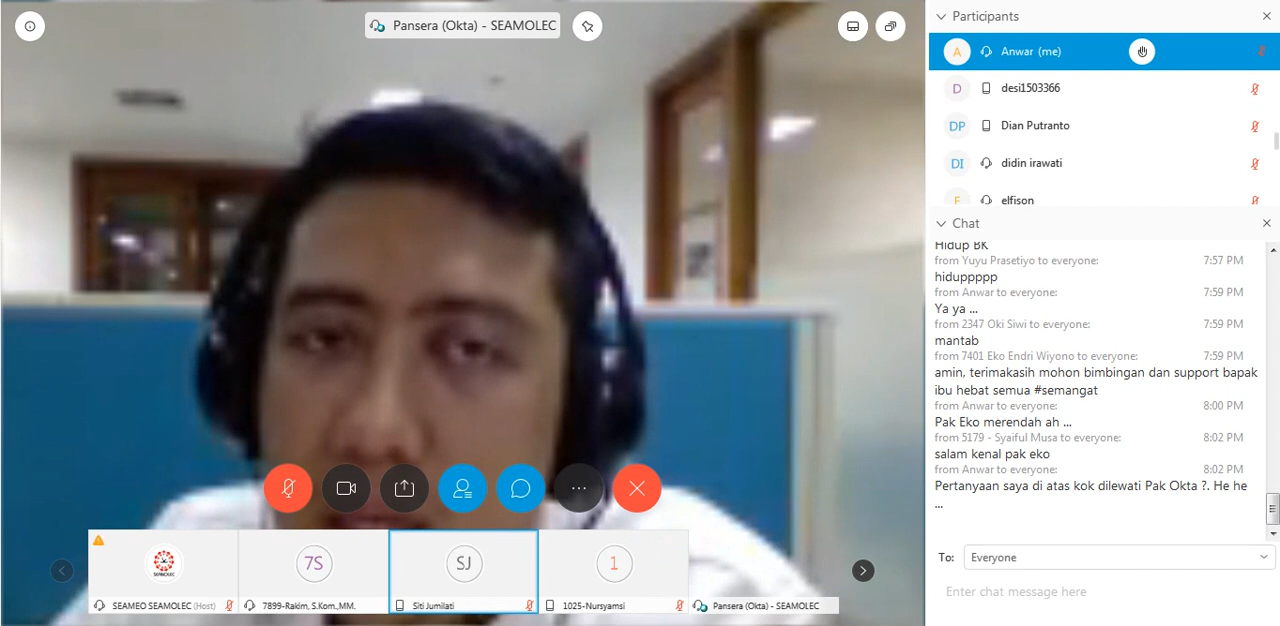 Pansera (Okta) - SEAMOLEC
Participants
A
Anwar (me)
D
desi1503366
DP
Dian Putranto
DI
didin irawati
E
elfison
Chat
Hidup BK
from Yuyu Prasetiyo to everyone: 7:57 PM
hiduppppp
from Anwar to everyone: 7:59 PM
Ya ya ...
from 2347 Oki Siwi to everyone: 7:59 PM
mantab
from 7401 Eko Endri Wiyono to everyone: 7:59 PM
amin, terimakasih mohon bimbingan dan support bapak
ibu hebat semua #semangat
from Anwar to everyone: 8:00 PM
Pak Eko merendah ah ...
from 5179 - Syaiful Musa to everyone: 8:02 PM
salam kenal pak eko
from Anwar to everyone: 8:02 PM
Pertanyaan saya di atas kok dilewati Pak Okta ?. He he
...
To: Everyone
Enter chat message here
SEAMOLEC
7S
SJ
1
SEAMEO SEAMOLEC (Host)
7899-Rakim, S.Kom.,MM.
Siti Jumilati
1025-Nursyamsi
Pansera (Okta) - SEAMOLEC